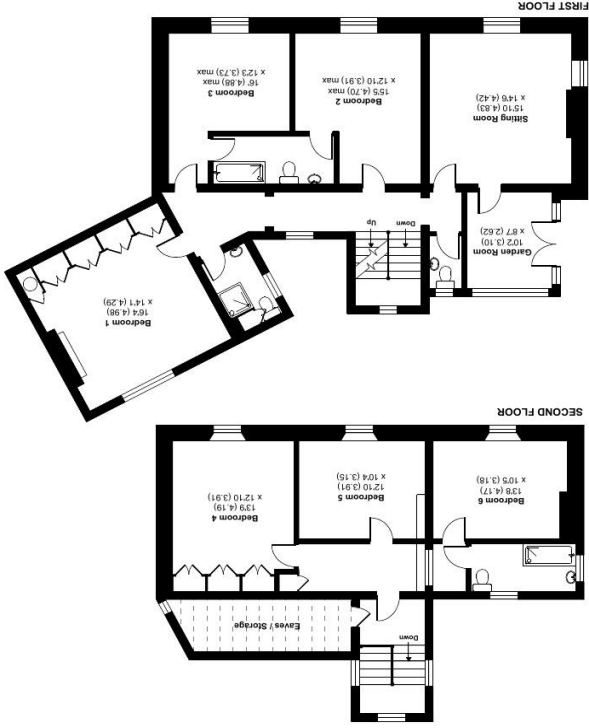 Down
Eaves / Storage
Bedroom 6
13'8 (4.17)
x 10'5 (3.18)
Bedroom 5
12'10 (3.91)
x 10'4 (3.15)
Bedroom 4
13'9 (4.19)
x 12'10 (3.91)
SECOND FLOOR
Bedroom 1
16'4 (4.98)
x 14'1 (4.29)
Garden Room
10'2 (3.10)
x 8'7 (2.62)
Down
Up
Sitting Room
15'10 (4.83)
x 14'6 (4.42)
Bedroom 2
15'5 (4.70) max
x 12'10 (3.91) max
Bedroom 3
16' (4.88) max
x 12'3 (3.73) max
FIRST FLOOR